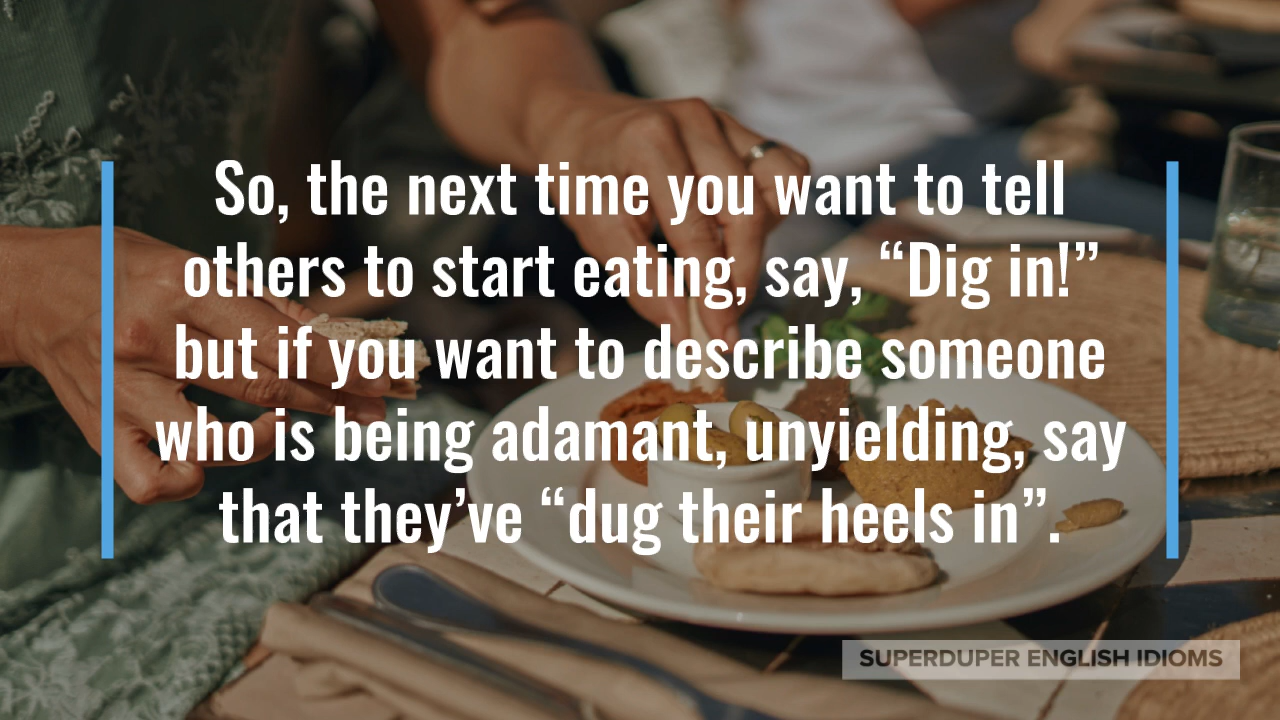 So, the next time you want to tell
others to start eating, say, “Dig in!”
but if you want to describe someone
who is being adamant, unyielding, say
that they’ve “dug their heels in”.
SUPERDUPER ENGLISH IDIOMS